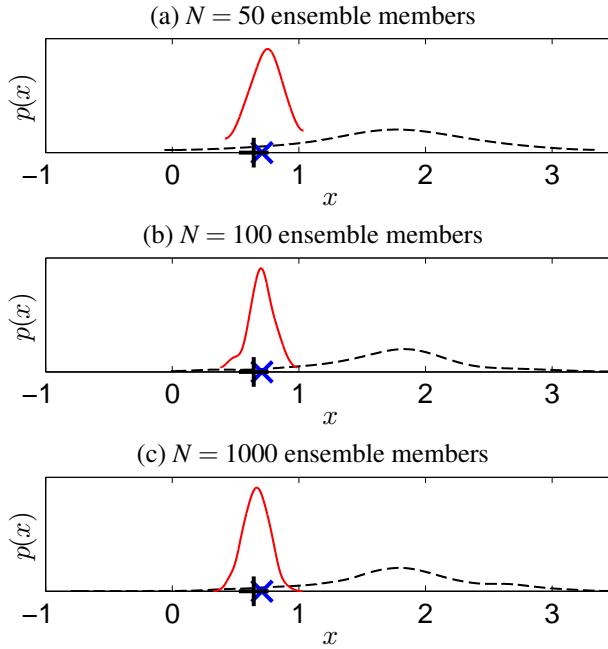 (a) N = 50 ensemble members
p(x)
−1 0 1 2 3
x
(b) N = 100 ensemble members
p(x)
−1 0 1 2 3
x
(c) N = 1000 ensemble members
p(x)
−1 0 1 2 3
x